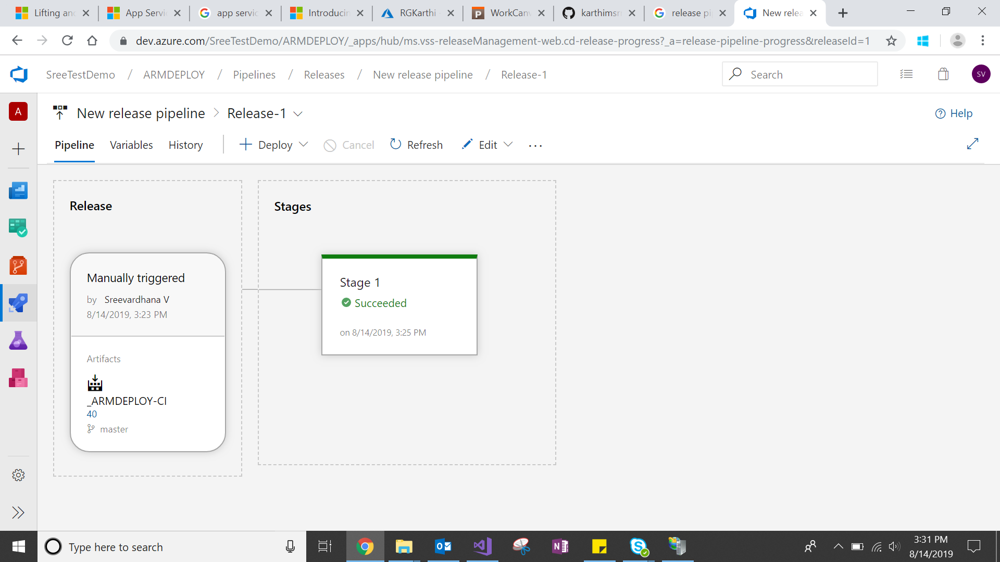 Lifting and
App Servi
app servic
Introducin
RGKarthi
WorkCanv
karthimsr
release pi
New relea
dev.azure.com/SreeTestDemo/ARMDEPLOY/_apps/hub/ms.vss-releaseManagement-web.cd-release-progress?_a=release-pipeline-progress&releaseId=1
SreeTestDemo / ARMDEPLOY / Pipelines / Releases / New release pipeline / Release-1
Search
SV
A
New release pipeline > Release-1
Help
Pipeline Variables History
Deploy Cancel Refresh Edit ...
Release
Stages
Manually triggered
by Sreevardhana V
8/14/2019, 3:23 PM
Artifacts
_ARMDEPLOY-CI
40
master
Stage 1
Succeeded
on 8/14/2019, 3:25 PM
Type here to search
3:31 PM
8/14/2019